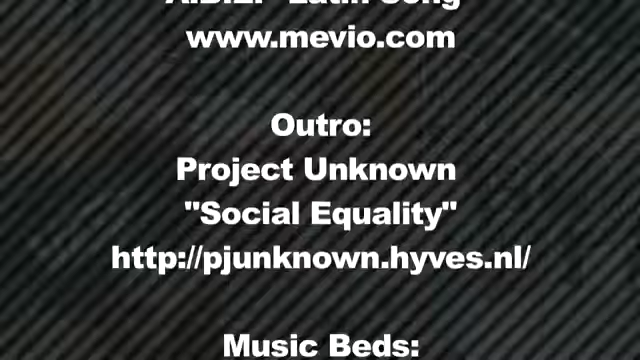 www.mevio.com
Outro:
Project Unknown
"Social Equality"
http://pjunknown.hyves.nl/
Music Beds: